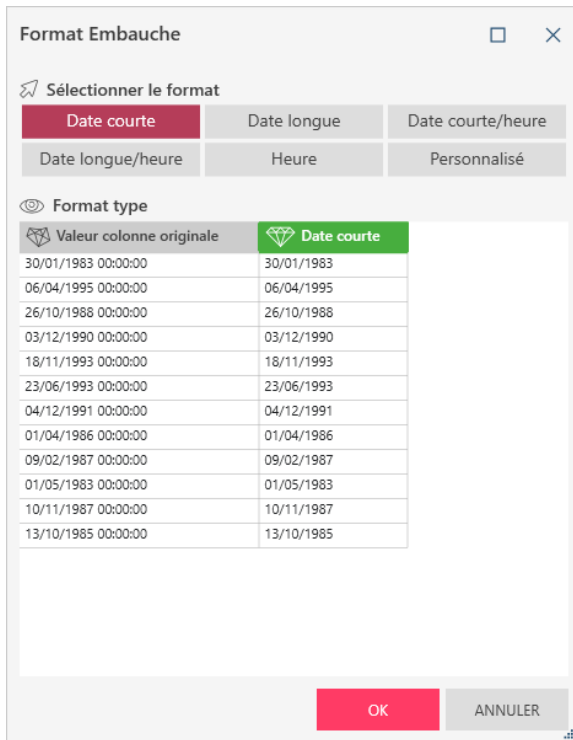 Format Embauche
Sélectionner le format
Date courte Date longue Date courte/heure
Date longue/heure Heure Personnalisé
Format type
Valeur colonne originale Date courte
30/01/1983 00:00:00 30/01/1983
06/04/1995 00:00:00 06/04/1995
26/10/1988 00:00:00 26/10/1988
03/12/1990 00:00:00 03/12/1990
18/11/1993 00:00:00 18/11/1993
23/06/1993 00:00:00 23/06/1993
04/12/1991 00:00:00 04/12/1991
01/04/1986 00:00:00 01/04/1986
09/02/1987 00:00:00 09/02/1987
01/05/1983 00:00:00 01/05/1983
10/11/1987 00:00:00 10/11/1987
13/10/1985 00:00:00 13/10/1985
OK ANNULER